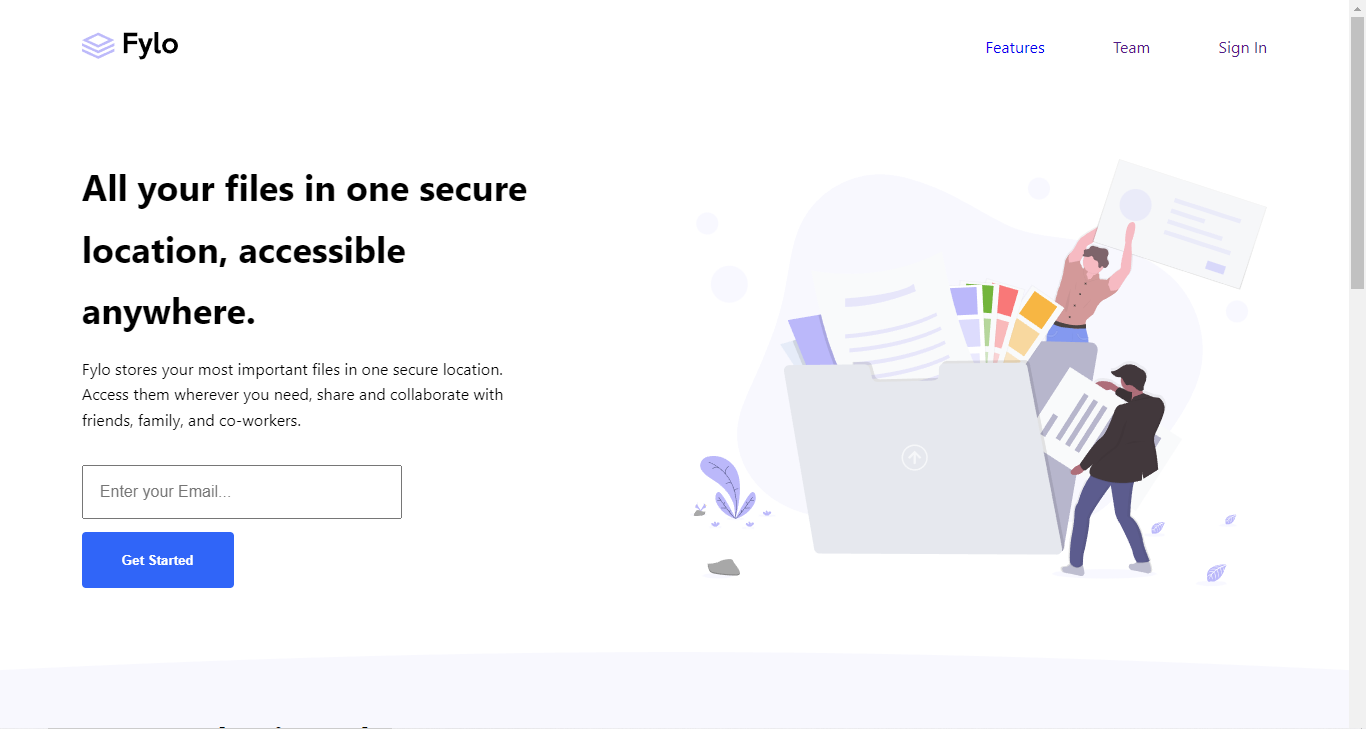 Fylo
Features
Team
Sign In
All your files in one secure
location, accessible
anywhere.
Fylo stores your most important files in one secure location.
Access them wherever you need, share and collaborate with
friends, family, and co-workers.
Enter your Email...
Get Started